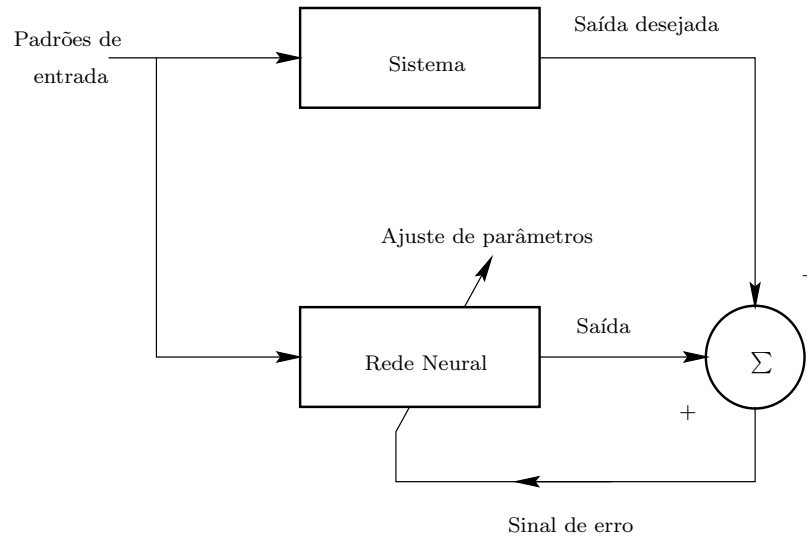 Saída desejada
Padrões de
entrada
Sistema
Ajuste de parâmetros
Saída
Rede Neural
∑
+
Sinal de erro